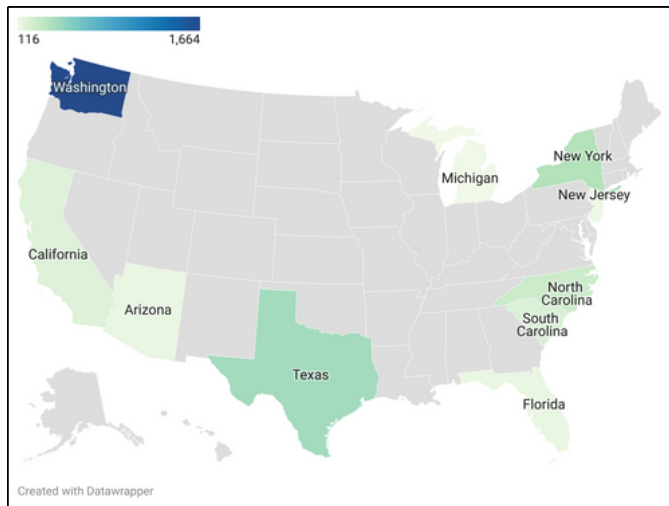 116 1,664
Washington
New York
Michigan
New Jersey
California
North
Carolina
Arizona
South
Carolina
Texas
Florida
Created with Datawrapper